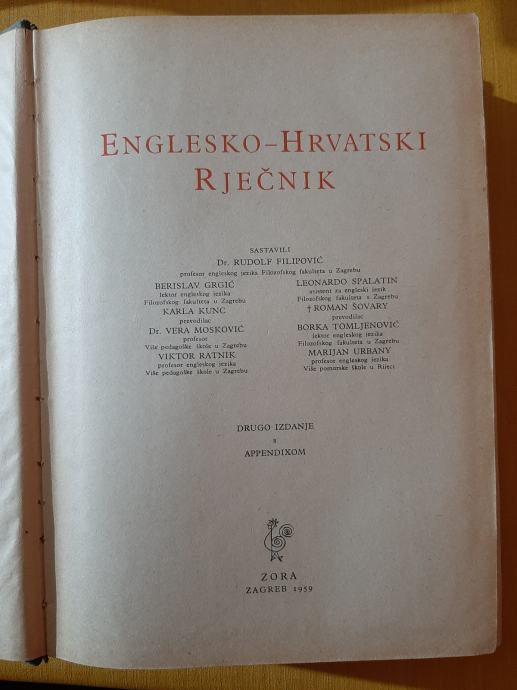 ENGLESKO–HRVATSKI
RJEČNIK
SASTAVILI
Dr. RUDOLF FILIPOVIĆ
profesor engleskog jezika Filozofskog fakulteta u Zagrebu
BERISLAV GRGIĆ
lektor engleskog jezika
Filozofskog fakulteta u Zagrebu
KARLA KUNC
prevodilac
Dr. VERA MOSKOVIĆ
profesor
Više pedagoške škole u Zagrebu
VIKTOR RATNIK
profesor engleskog jezika
Više pedagoške škole u Zagrebu
LEONARDO SPALATIN
asistent za engleski jezik
Filozofskog fakulteta u Zagrebu
† ROMAN ŠOVARY
prevodilac
BORKA TOMLJENOVIĆ
lektor engleskog jezika
Filozofskog fakulteta u Zagrebu
MARIJAN URBANY
profesor engleskog jezika
Više pomorske škole u Rijeci
DRUGO IZDANJE
s
APPENDIXOM
ZORA
ZAGREB 1959